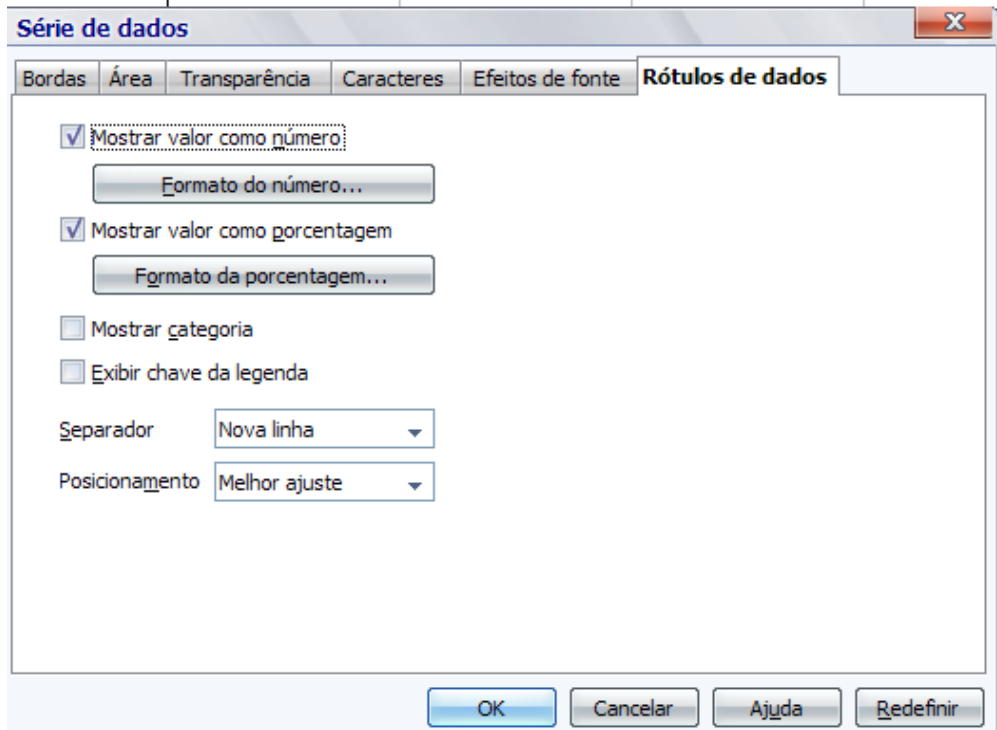 Série de dados
Bordas Área Transparência Caracteres Efeitos de fonte Rótulos de dados
Mostrar valor como número
Formato do número...
Mostrar valor como porcentagem
Formato da porcentagem...
Mostrar categoria
Exibir chave da legenda
Separador Nova linha
Posicionamento Melhor ajuste
OK Cancelar Ajuda Redefinir